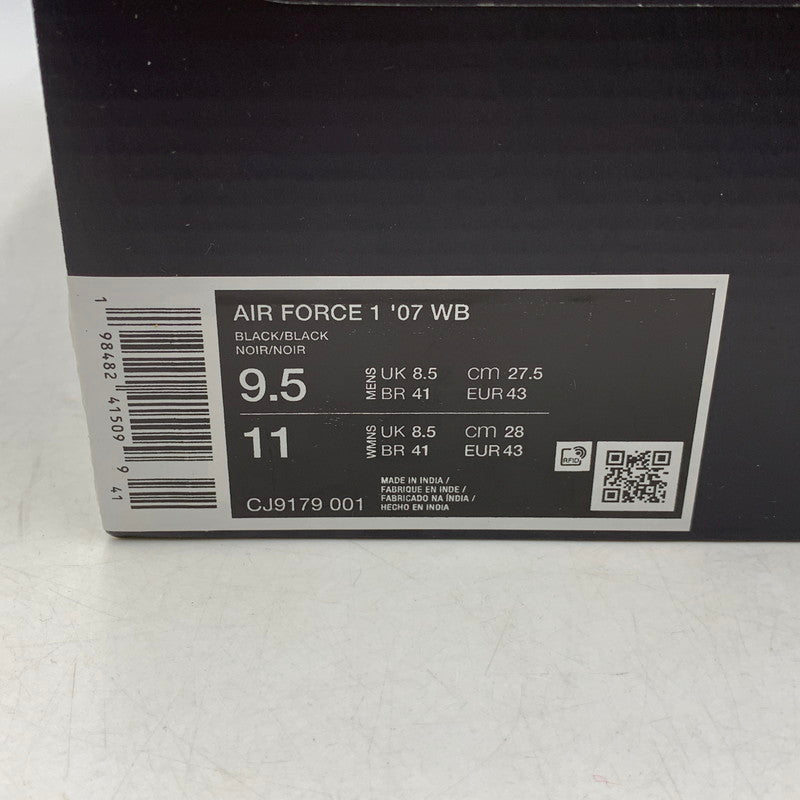 1 98482 41509 9 41
AIR FORCE 1 '07 WB
BLACK/BLACK
NOIR/NOIR
9.5 MENS UK 8.5 cm 27.5
BR 41 EUR 43
11 WMNS UK 8.5 cm 28
BR 41 EUR 43
RFID
CJ9179 001
MADE IN INDIA /
FABRIQUE EN INDE /
FABRICADO NA ÍNDIA /
HECHO EN INDIA